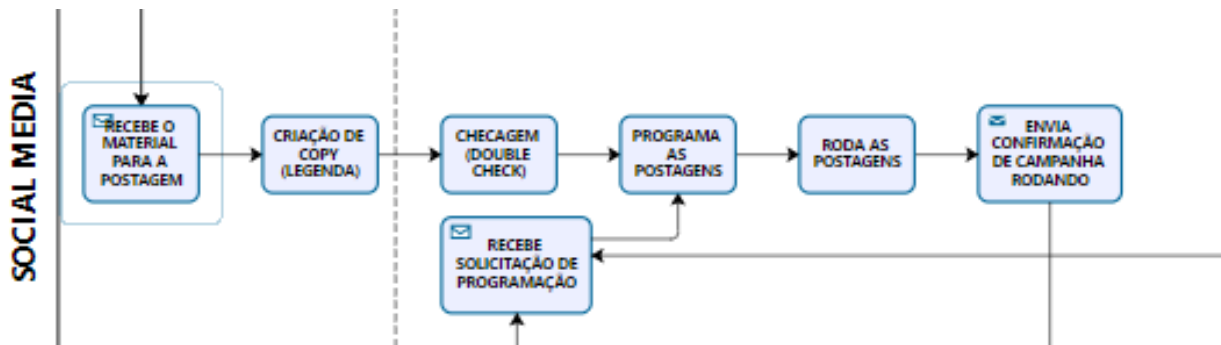 SOCIAL MEDIA
RECEBE O
MATERIAL
PARA A
POSTAGEM
CRIAÇÃO DE
COPY
(LEGENDA)
CHECAGEM
(DOUBLE
CHECK)
PROGRAMA
AS
POSTAGENS
RODA AS
POSTAGENS
ENVIA
CONFIRMAÇÃO
DE CAMPANHA
RODANDO
RECEBE
SOLICITAÇÃO DE
PROGRAMAÇÃO